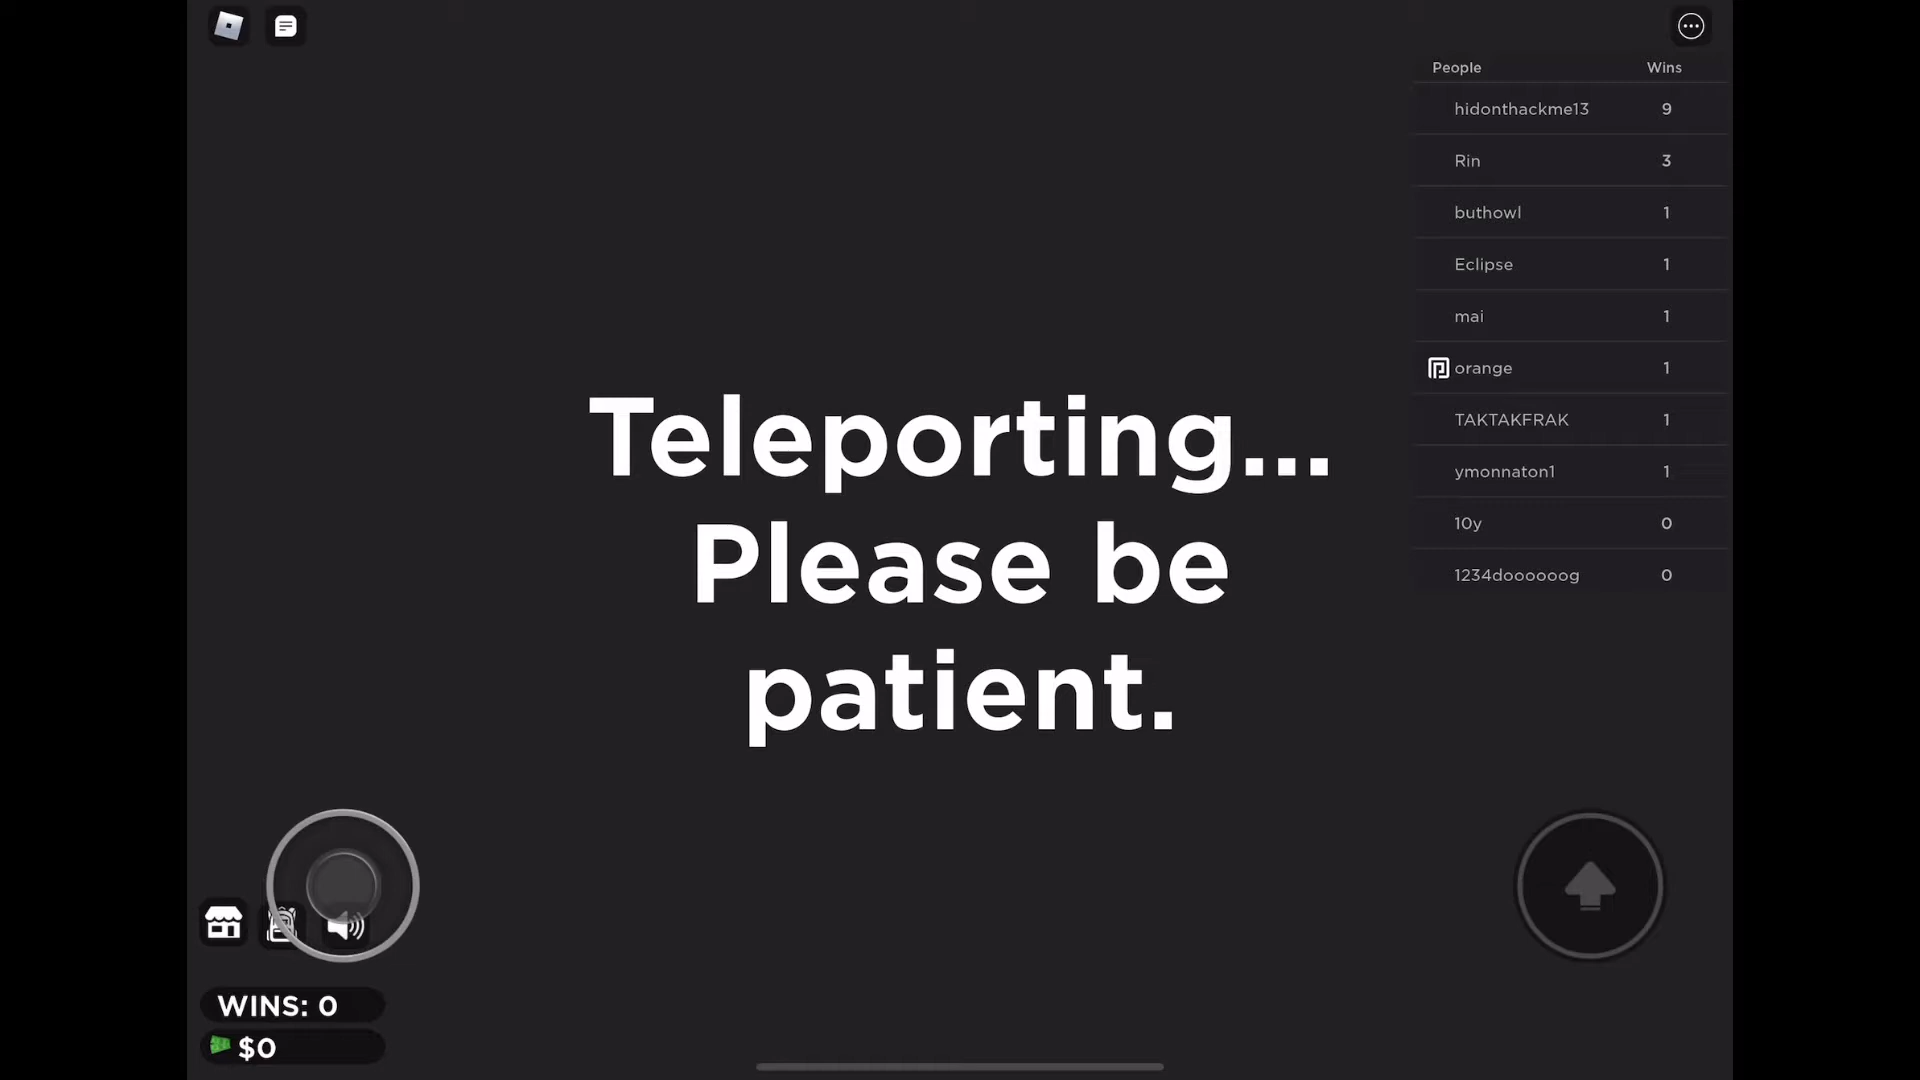 People Wins
hidonthackme13 9
Rin 3
buthowl 1
Eclipse 1
mai 1
orange 1
TAKTAKFRAK 1
ymonnaton1 1
10y 0
1234doooooog 0
Teleporting...
Please be
patient.
WINS: 0
$0